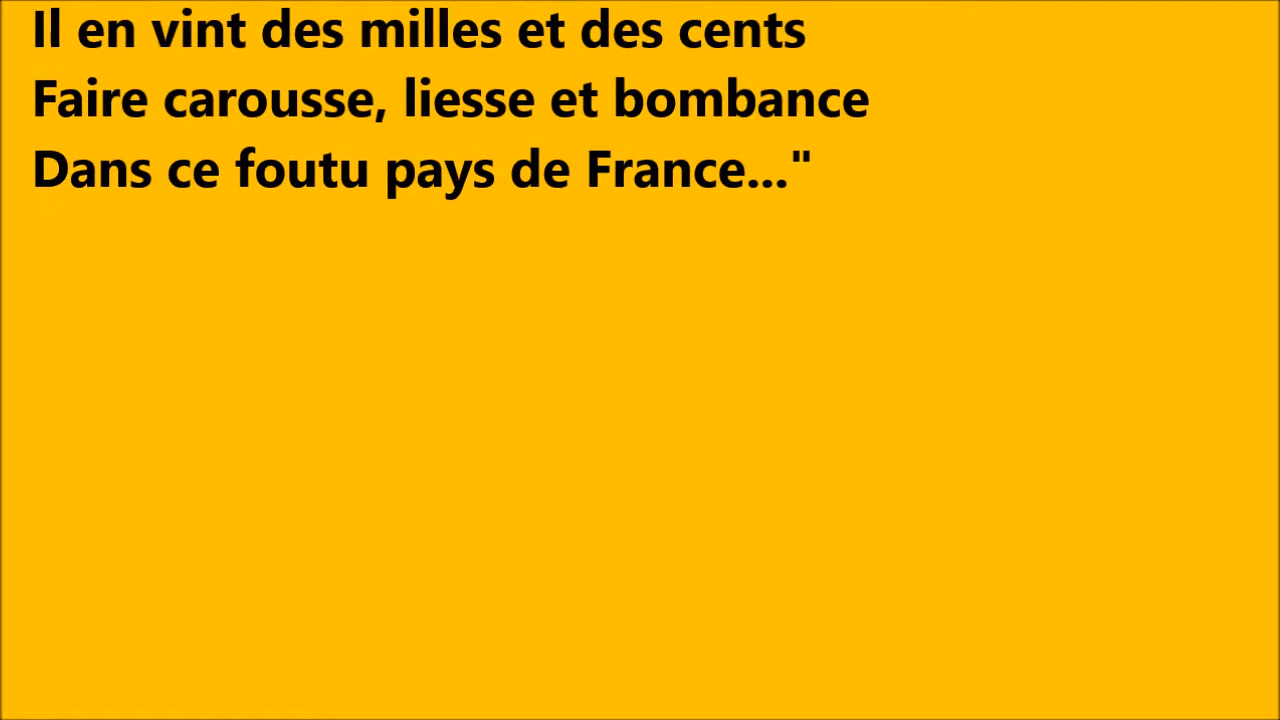 Il en vint des milles et des cents
Faire carousse, liesse et bombance
Dans ce foutu pays de France..."